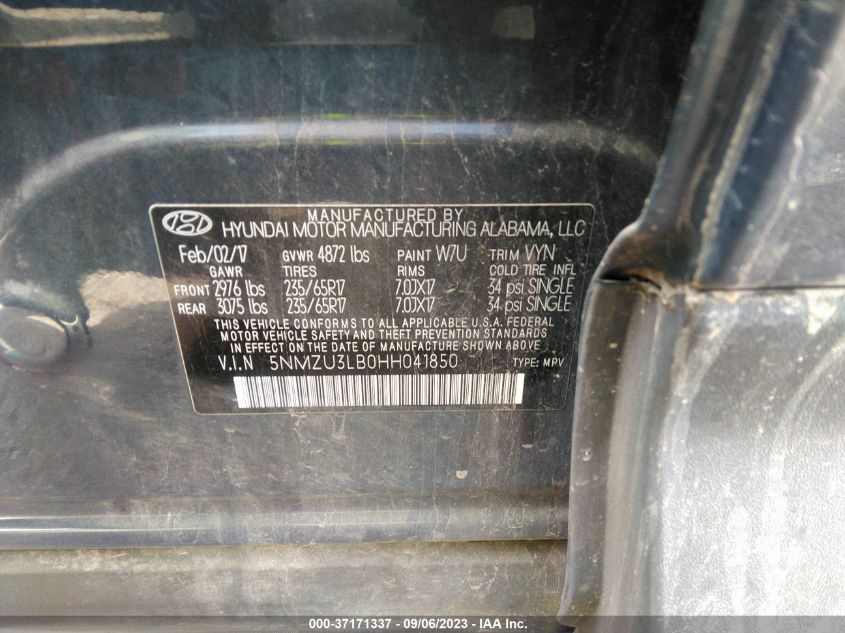 MANUFACTURED BY
HYUNDAI MOTOR MANUFACTURING ALABAMA, LLC
Feb/02/17 GVWR 4872 lbs PAINT W7U TRIM VYN
GAWR TIRES RIMS COLD TIRE INFL
FRONT 2976 lbs 235/65R17 7.0JX17 34 psi SINGLE
REAR 3075 lbs 235/65R17 7.0JX17 34 psi SINGLE
THIS VEHICLE CONFORMS TO ALL APPLICABLE U.S.A. FEDERAL
MOTOR VEHICLE SAFETY AND THEFT PREVENTION STANDARDS
IN EFFECT ON THE DATE OF MANUFACTURE SHOWN ABOVE
V.I.N 5NMZU3LB0HH041850 TYPE: MPV
000-37171337 - 09/06/2023 - IAA Inc.